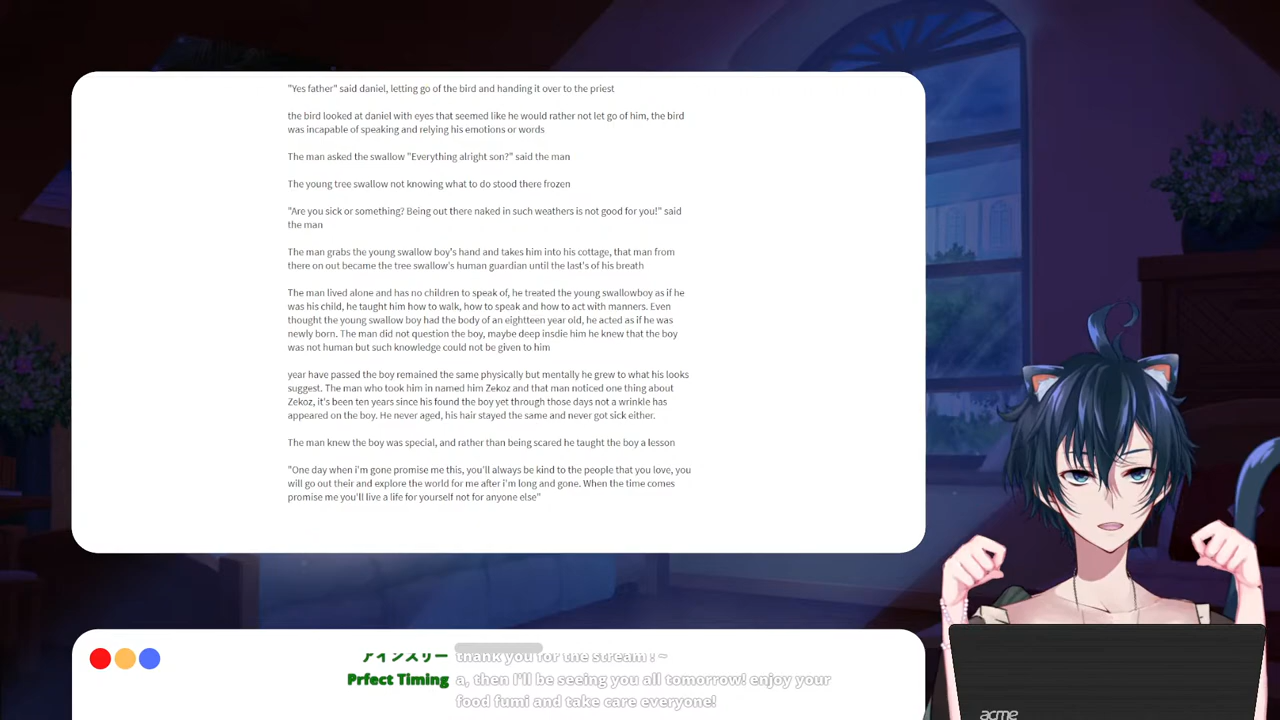 "Yes father" said daniel, letting go of the bird and handing it over to the priest
the bird looked at daniel with eyes that seemed like he would rather not let go of him, the bird
was incapable of speaking and relying his emotions or words
The man asked the swallow "Everything alright son?" said the man
The young tree swallow not knowing what to do stood there frozen
"Are you sick or something? Being out there naked in such weathers is not good for you!" said
the man
The man grabs the young swallow boy's hand and takes him into his cottage, that man from
there on out became the tree swallow's human guardian until the last's of his breath
The man lived alone and has no children to speak of, he treated the young swallowboy as if he
was his child, he taught him how to walk, how to speak and how to act with manners. Even
thought the young swallow boy had the body of an eighteen year old, he acted as if he was
newly born. The man did not question the boy, maybe deep insdie him he knew that the boy
was not human but such knowledge could not be given to him
year have passed the boy remained the same physically but mentally he grew to what his looks
suggest. The man who took him in named him Zekoz and that man noticed one thing about
Zekoz, it's been ten years since his found the boy yet through those days not a wrinkle has
appeared on the boy. He never aged, his hair stayed the same and never got sick either.
The man knew the boy was special, and rather than being scared he taught the boy a lesson
"One day when i'm gone promise me this, you'll always be kind to the people that you love, you
will go out their and explore the world for me after i'm long and gone. When the time comes
promise me you'll live a life for yourself not for anyone else"
アインスリー thank you for the stream : ~
Prfect Timing a, then I'll be seeing you all tomorrow! enjoy your
food fumi and take care everyone!
acme